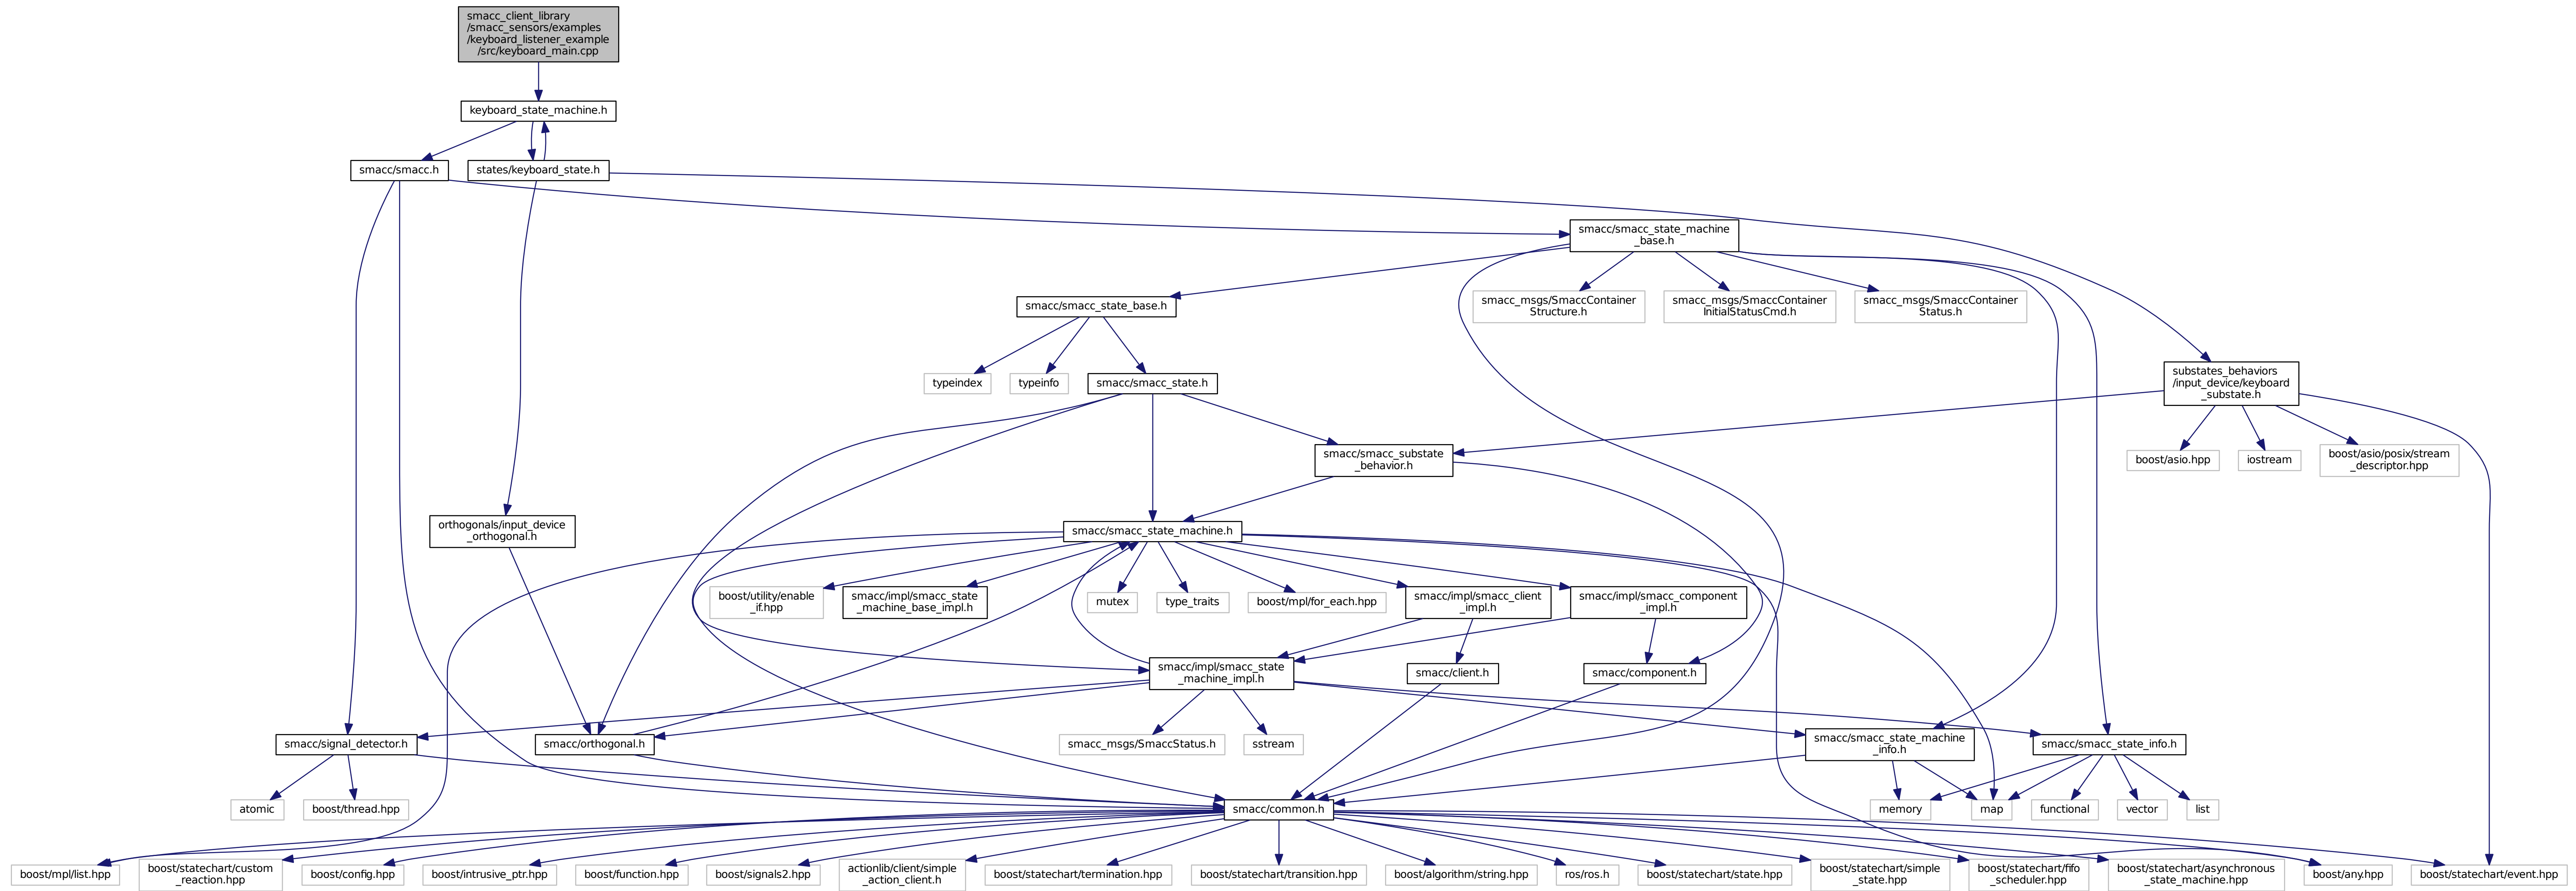 smacc_client_library
/smacc_sensors/examples
/keyboard_listener_example
/src/keyboard_main.cpp
keyboard_state_machine.h
smacc/smacc.h
states/keyboard_state.h
smacc/smacc_state_machine
_base.h
smacc/smacc_state_base.h
smacc_msgs/SmaccContainer
Structure.h
smacc_msgs/SmaccContainer
InitialStatusCmd.h
smacc_msgs/SmaccContainer
Status.h
typeindex
typeinfo
smacc/smacc_state.h
substates_behaviors
/input_device/keyboard
_substate.h
smacc/smacc_substate
_behavior.h
boost/asio.hpp
iostream
boost/asio/posix/stream
_descriptor.hpp
orthogonals/input_device
_orthogonal.h
smacc/smacc_state_machine.h
boost/utility/enable
_if.hpp
smacc/impl/smacc_state
_machine_base_impl.h
mutex
type_traits
boost/mpl/for_each.hpp
smacc/impl/smacc_client
_impl.h
smacc/impl/smacc_component
_impl.h
smacc/impl/smacc_state
_machine_impl.h
smacc/client.h
smacc/component.h
smacc/signal_detector.h
smacc/orthogonal.h
smacc_msgs/SmaccStatus.h
sstream
smacc/smacc_state_machine
_info.h
smacc/smacc_state_info.h
atomic
boost/thread.hpp
smacc/common.h
memory
map
functional
vector
list
boost/mpl/list.hpp
boost/statechart/custom
_reaction.hpp
boost/config.hpp
boost/intrusive_ptr.hpp
boost/function.hpp
boost/signals2.hpp
actionlib/client/simple
_action_client.h
boost/statechart/termination.hpp
boost/statechart/transition.hpp
boost/algorithm/string.hpp
ros/ros.h
boost/statechart/state.hpp
boost/statechart/simple
_state.hpp
boost/statechart/fifo
_scheduler.hpp
boost/statechart/asynchronous
_state_machine.hpp
boost/any.hpp
boost/statechart/event.hpp